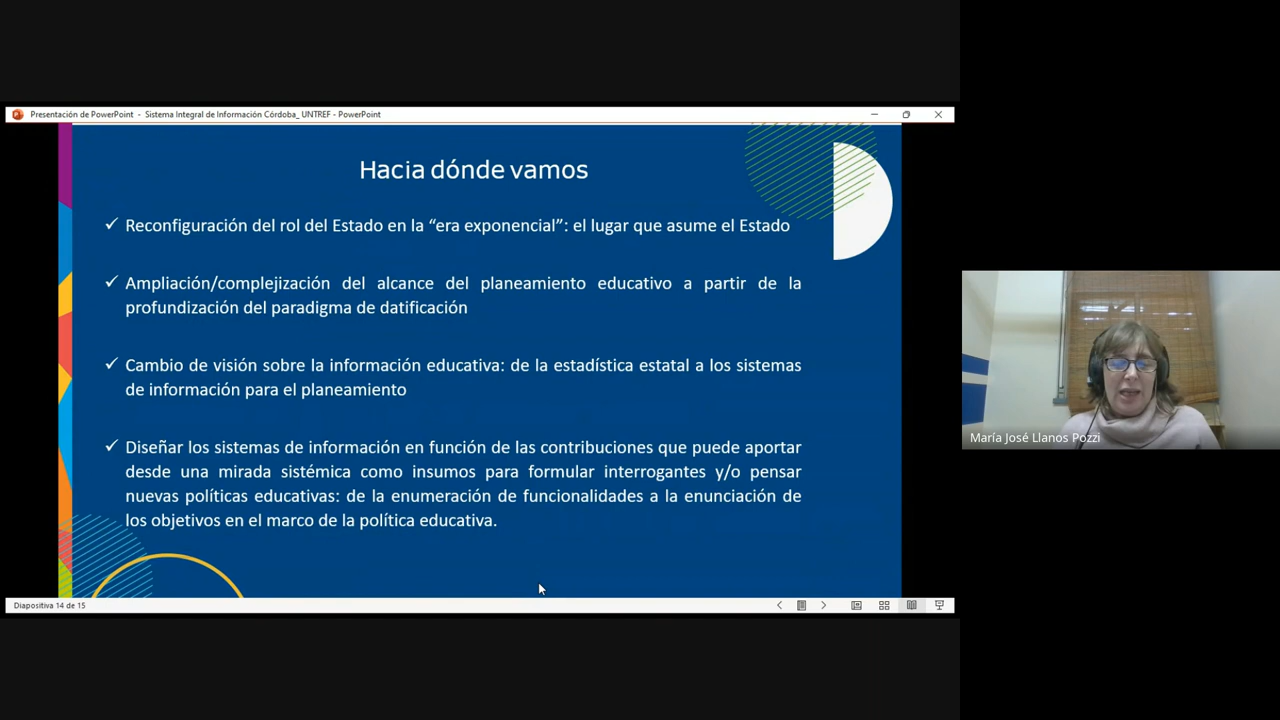 Presentación de PowerPoint - Sistema Integral de Información Córdoba_ UNTREF - PowerPoint
Hacia dónde vamos
✓ Reconfiguración del rol del Estado en la “era exponencial”: el lugar que asume el Estado
✓ Ampliación/complejización del alcance del planeamiento educativo a partir de la
profundización del paradigma de datificación
✓ Cambio de visión sobre la información educativa: de la estadística estatal a los sistemas
de información para el planeamiento
✓ Diseñar los sistemas de información en función de las contribuciones que puede aportar
desde una mirada sistémica como insumos para formular interrogantes y/o pensar
nuevas políticas educativas: de la enumeración de funcionalidades a la enunciación de
los objetivos en el marco de la política educativa.
Diapositiva 14 de 15
María José Llanos Pozzi